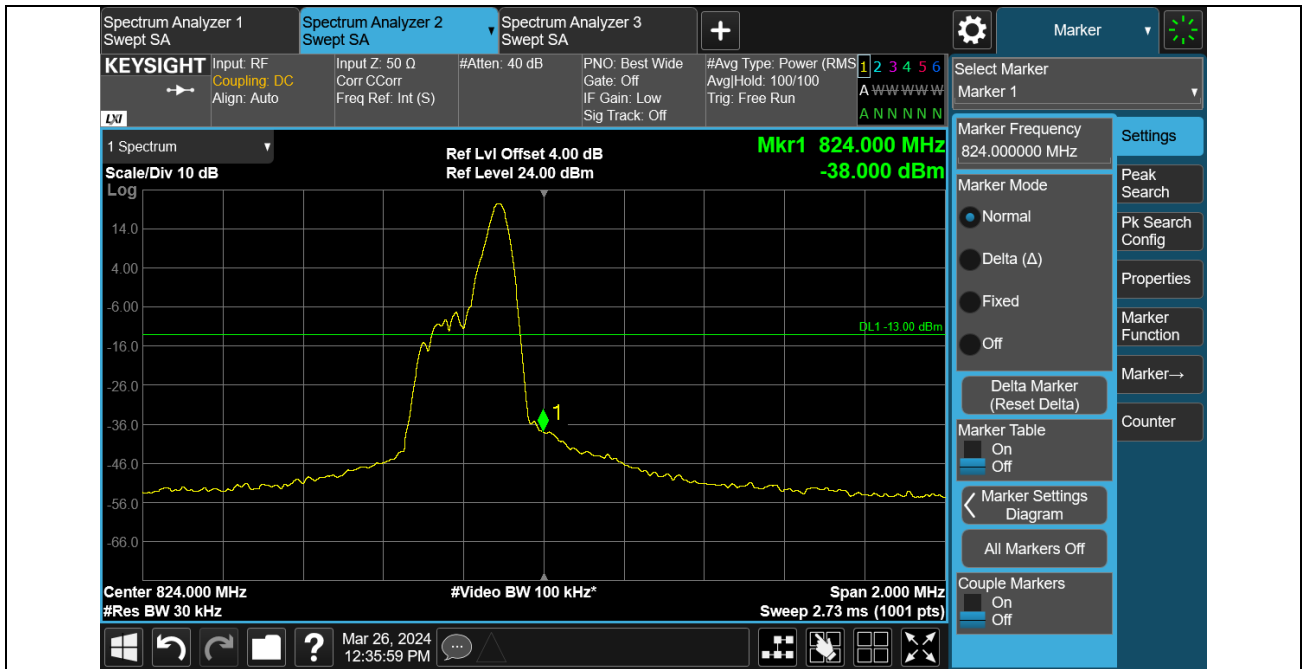 Spectrum Analyzer 1
Swept SA
Spectrum Analyzer 2
Swept SA
Spectrum Analyzer 3
Swept SA
Marker
KEYSIGHT
LXI
Input: RF
Coupling: DC
Align: Auto
Input Z: 50 Ω
Corr CCorr
Freq Ref: Int (S)
#Atten: 40 dB
PNO: Best Wide
Gate: Off
IF Gain: Low
Sig Track: Off
#Avg Type: Power (RMS
Avg|Hold: 100/100
Trig: Free Run
1 2 3 4 5 6
A W W W W W
A N N N N N
Select Marker
Marker 1
1 Spectrum
Scale/Div 10 dB
Log
Ref Lvl Offset 4.00 dB
Ref Level 24.00 dBm
Mkr1 824.000 MHz
-38.000 dBm
14.0
4.00
-6.00
-16.0
-26.0
-36.0
-46.0
-56.0
-66.0
DL1 -13.00 dBm
1
Center 824.000 MHz
#Res BW 30 kHz
#Video BW 100 kHz*
Span 2.000 MHz
Sweep 2.73 ms (1001 pts)
Marker Frequency
824.000000 MHz
Marker Mode
Normal
Delta (Δ)
Fixed
Off
Delta Marker
(Reset Delta)
Marker Table
On
Off
Marker Settings
Diagram
All Markers Off
Couple Markers
On
Off
Settings
Peak
Search
Pk Search
Config
Properties
Marker
Function
Marker→
Counter
Mar 26, 2024
12:35:59 PM